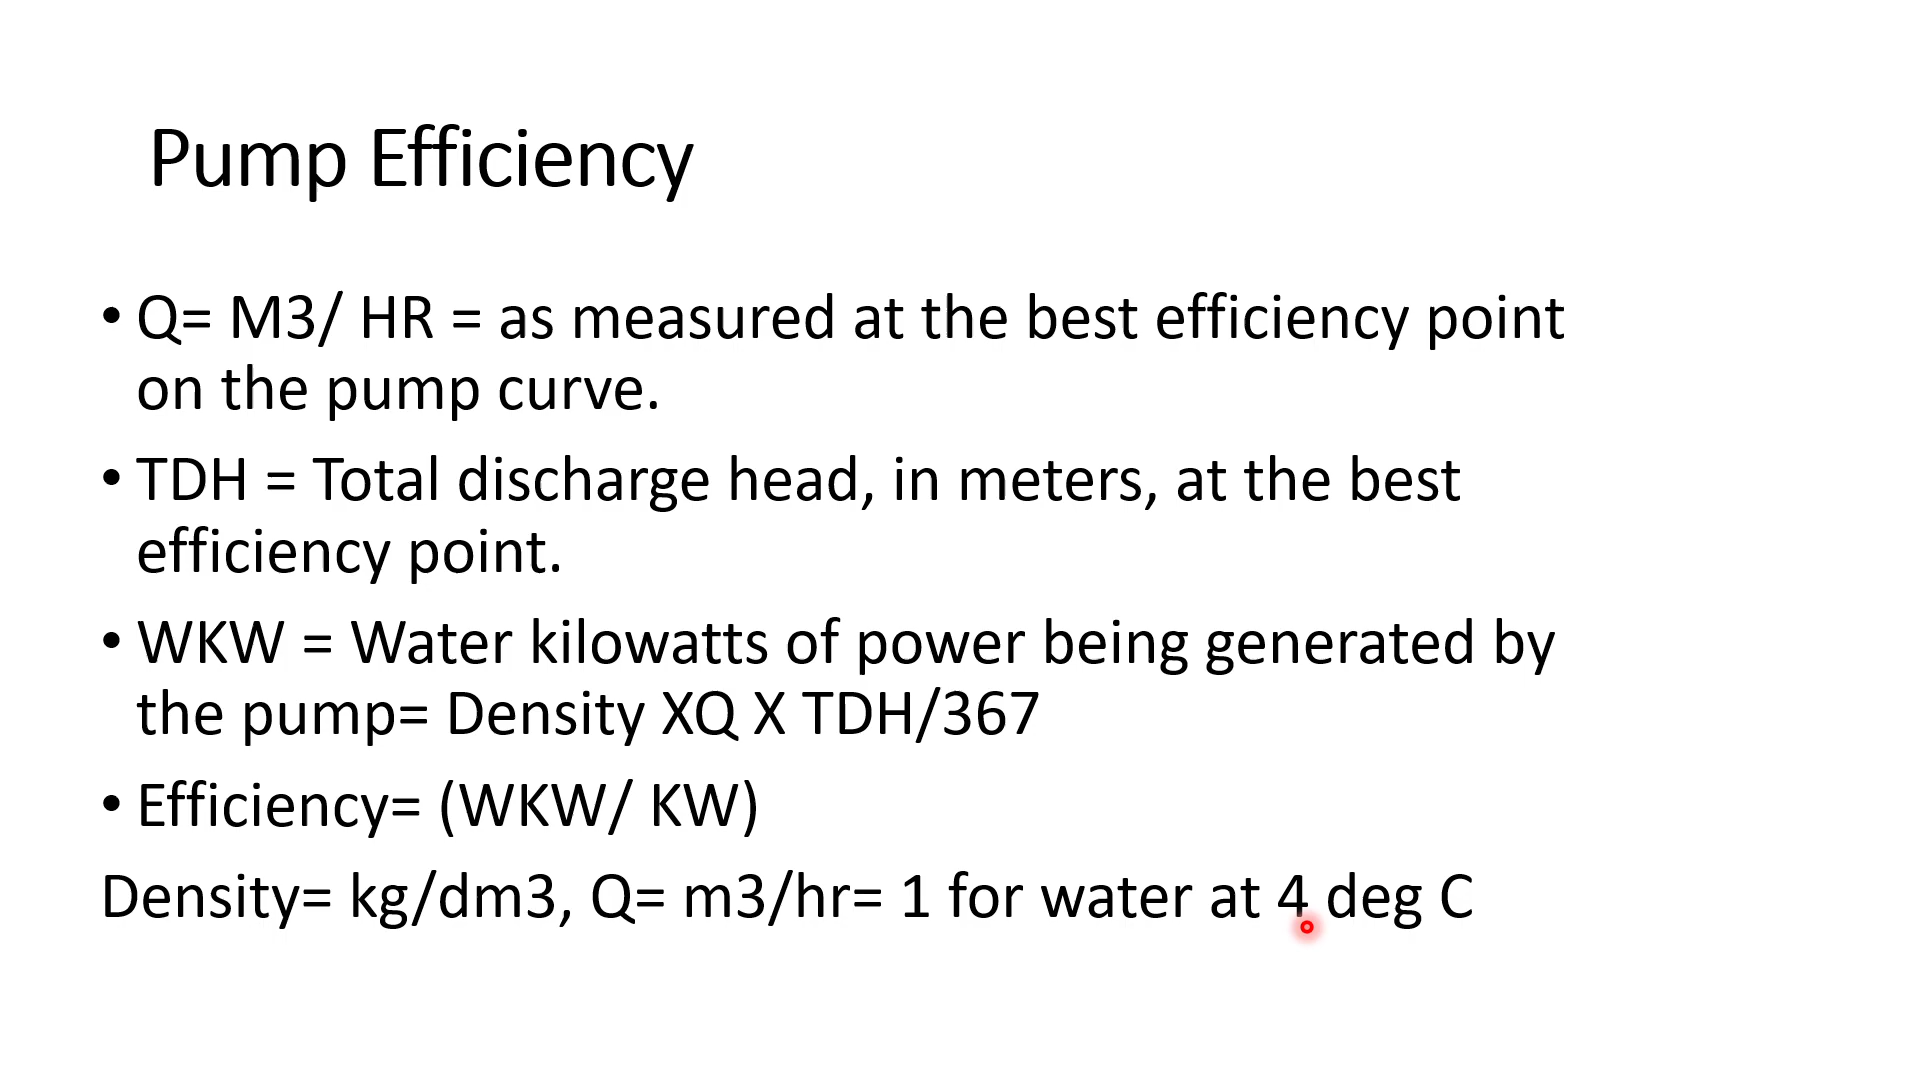 Pump Efficiency
• Q= M3/ HR = as measured at the best efficiency point
on the pump curve.
• TDH = Total discharge head, in meters, at the best
efficiency point.
• WKW = Water kilowatts of power being generated by
the pump= Density XQ X TDH/367
• Efficiency= (WKW/ KW)
Density= kg/dm3, Q= m3/hr= 1 for water at 4 deg C